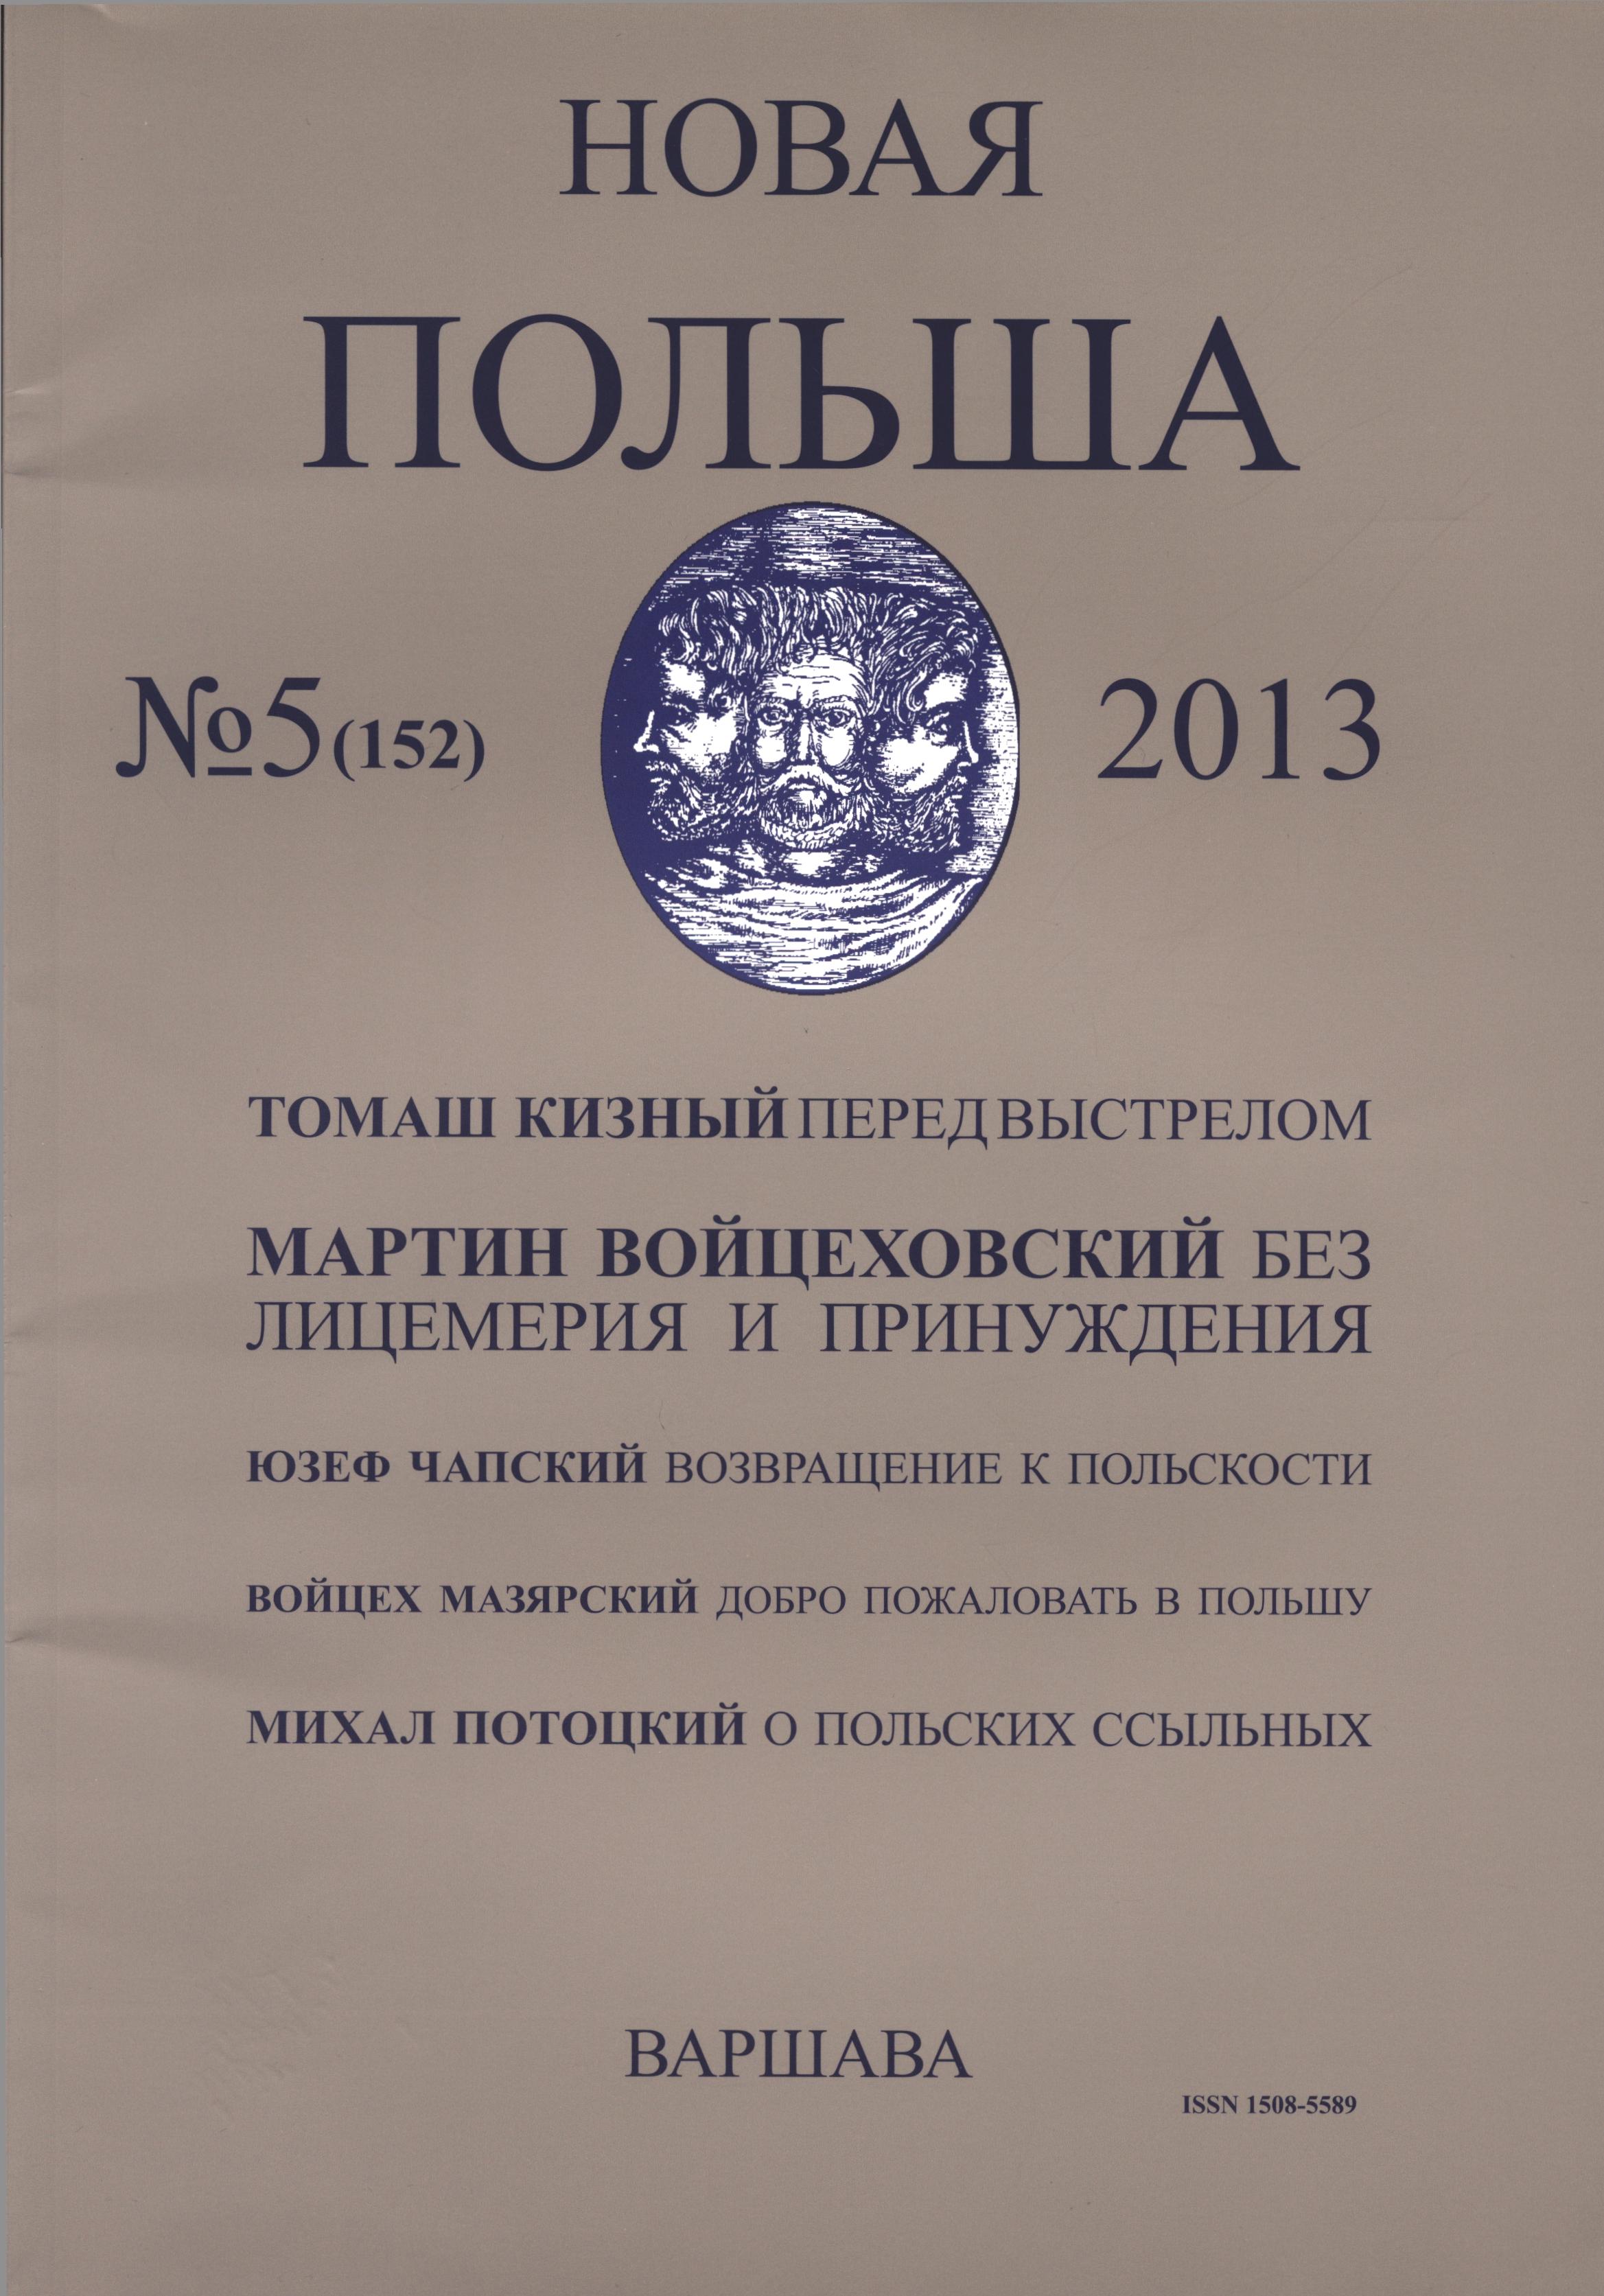 НОВАЯ
ПОЛЬША
№5(152)
2013
ТОМАШ КИЗНЫЙ ПЕРЕД ВЫСТРЕЛОМ
МАРТИН ВОЙЦЕХОВСКИЙ БЕЗ
ЛИЦЕМЕРИЯ И ПРИНУЖДЕНИЯ
ЮЗЕФ ЧАПСКИЙ ВОЗВРАЩЕНИЕ К ПОЛЬСКОСТИ
ВОЙЦЕХ МАЗЯРСКИЙ ДОБРО ПОЖАЛОВАТЬ В ПОЛЬШУ
МИХАЛ ПОТОЦКИЙ О ПОЛЬСКИХ ССЫЛЬНЫХ
ВАРШАВА
ISSN 1508-5589